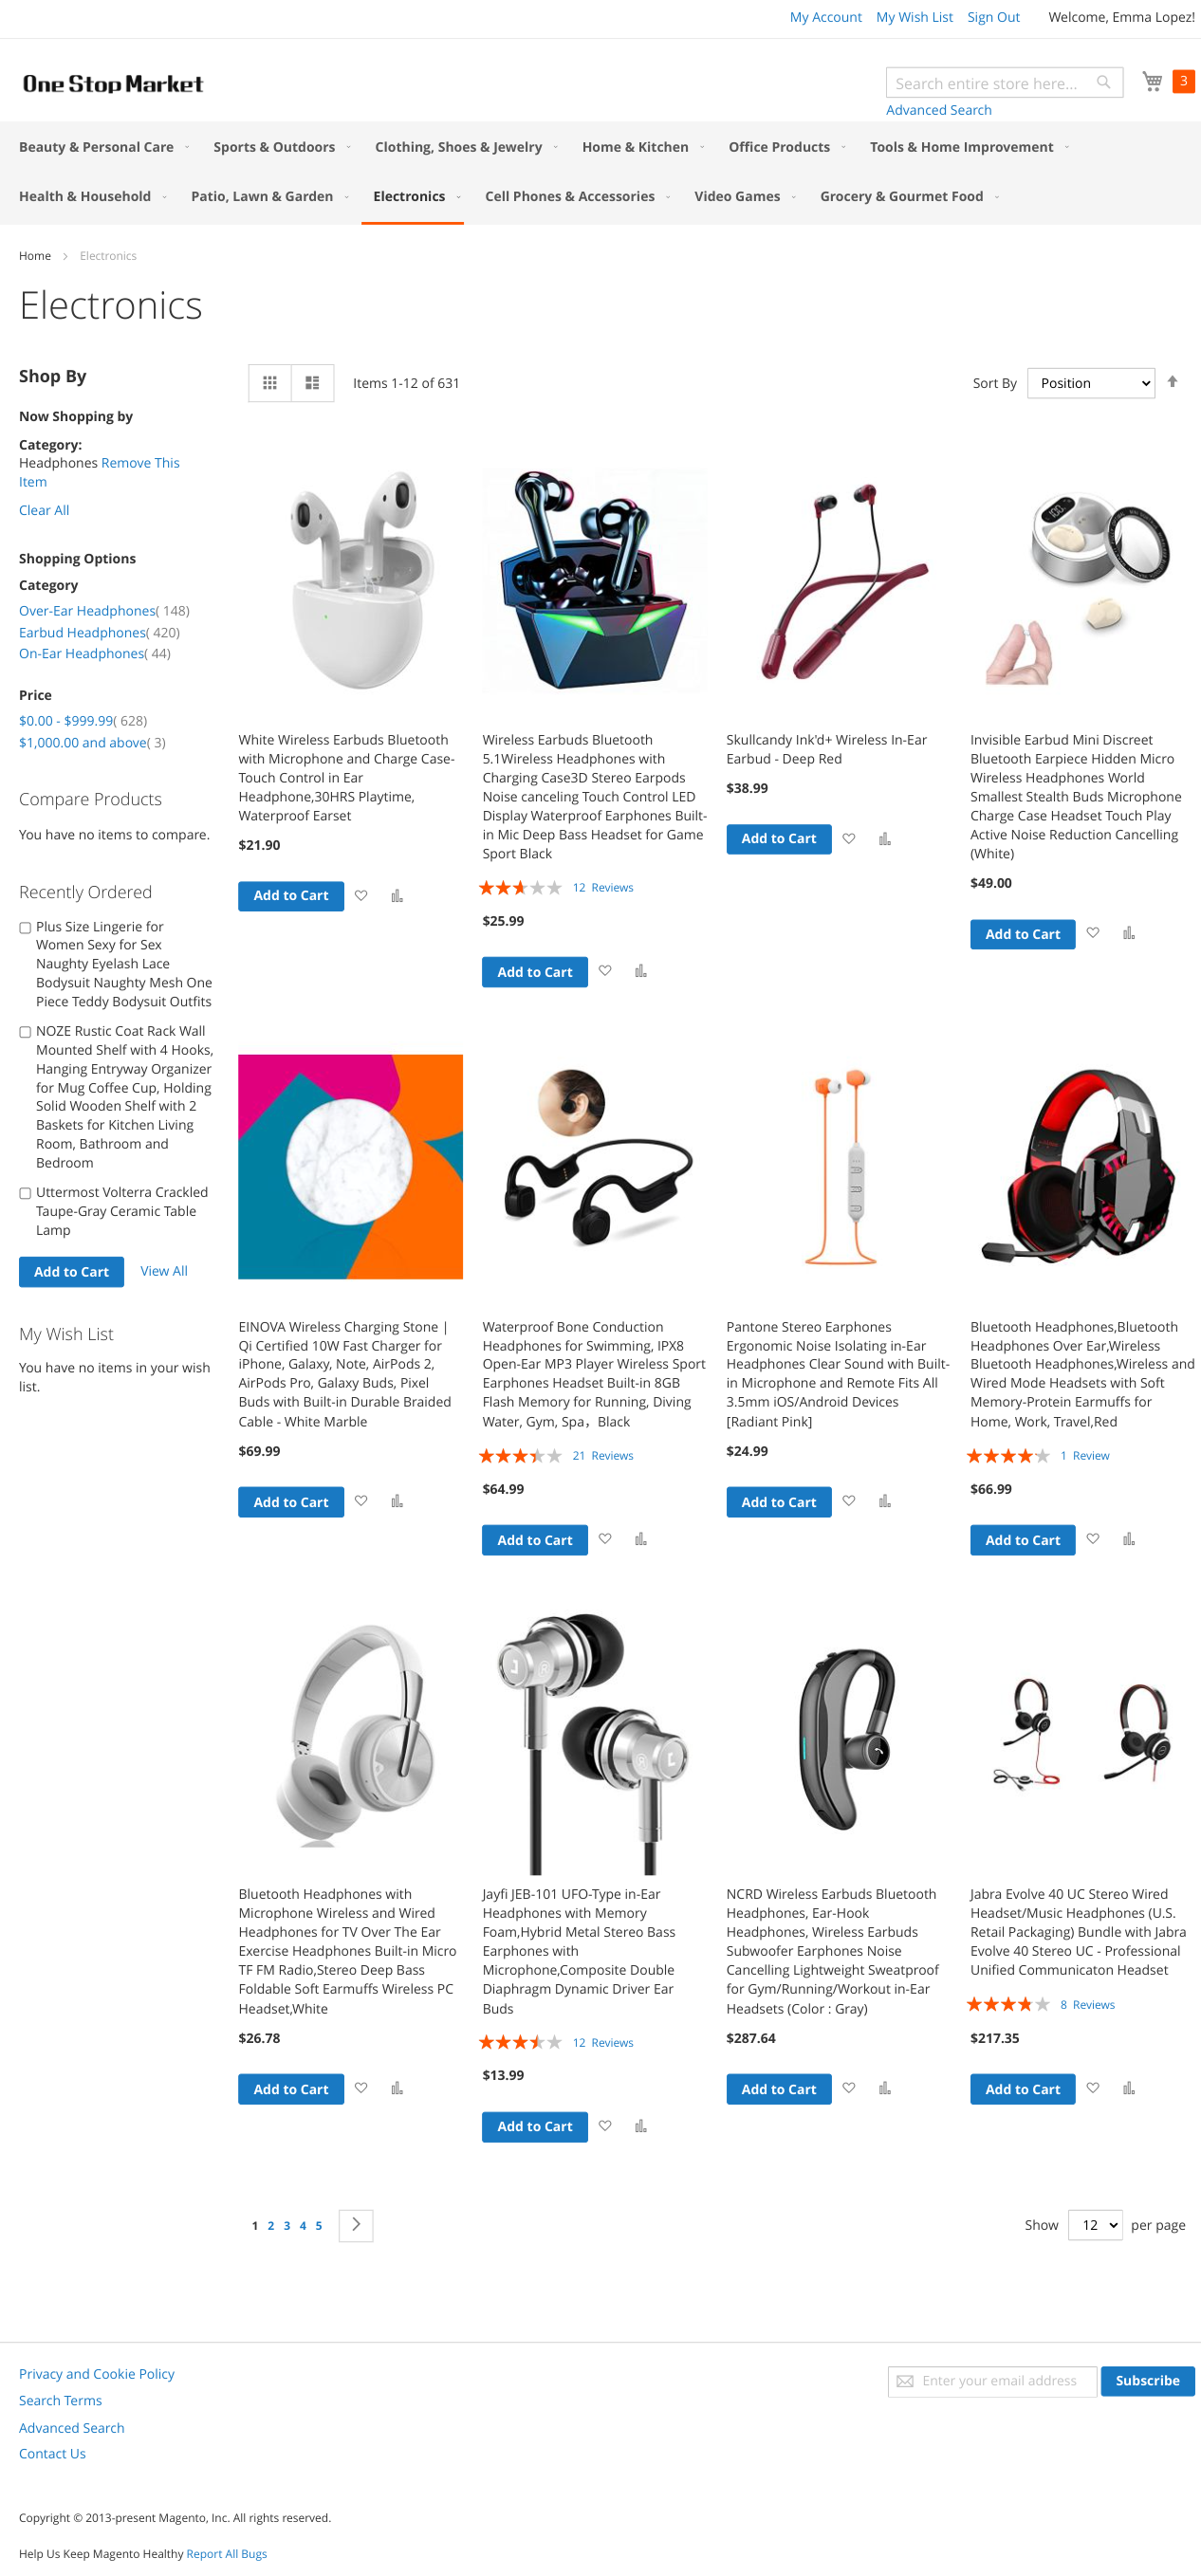 My Account My Wish List Sign Out Welcome, Emma Lopez!
One Stop Market
Search entire store here...
3
Advanced Search
Beauty & Personal Care Sports & Outdoors Clothing, Shoes & Jewelry Home & Kitchen Office Products Tools & Home Improvement
Health & Household Patio, Lawn & Garden Electronics Cell Phones & Accessories Video Games Grocery & Gourmet Food
Home Electronics
Electronics
Shop By
Now Shopping by
Category:
Headphones Remove This
Item
Clear All
Shopping Options
Category
Over-Ear Headphones( 148)
Earbud Headphones( 420)
On-Ear Headphones( 44)
Price
$0.00 - $999.99( 628)
$1,000.00 and above( 3)
Compare Products
You have no items to compare.
Recently Ordered
Plus Size Lingerie for
Women Sexy for Sex
Naughty Eyelash Lace
Bodysuit Naughty Mesh One
Piece Teddy Bodysuit Outfits
NOZE Rustic Coat Rack Wall
Mounted Shelf with 4 Hooks,
Hanging Entryway Organizer
for Mug Coffee Cup, Holding
Solid Wooden Shelf with 2
Baskets for Kitchen Living
Room, Bathroom and
Bedroom
Uttermost Volterra Crackled
Taupe-Gray Ceramic Table
Lamp
Add to Cart View All
My Wish List
You have no items in your wish
list.
Items 1-12 of 631
Sort By Position
White Wireless Earbuds Bluetooth
with Microphone and Charge Case-
Touch Control in Ear
Headphone,30HRS Playtime,
Waterproof Earset
$21.90
Add to Cart
Wireless Earbuds Bluetooth
5.1Wireless Headphones with
Charging Case3D Stereo Earpods
Noise canceling Touch Control LED
Display Waterproof Earphones Built-
in Mic Deep Bass Headset for Game
Sport Black
12 Reviews
$25.99
Add to Cart
Skullcandy Ink'd+ Wireless In-Ear
Earbud - Deep Red
$38.99
Add to Cart
100
Invisible Earbud Mini Discreet
Bluetooth Earpiece Hidden Micro
Wireless Headphones World
Smallest Stealth Buds Microphone
Charge Case Headset Touch Play
Active Noise Reduction Cancelling
(White)
$49.00
Add to Cart
EINOVA Wireless Charging Stone |
Qi Certified 10W Fast Charger for
iPhone, Galaxy, Note, AirPods 2,
AirPods Pro, Galaxy Buds, Pixel
Buds with Built-in Durable Braided
Cable - White Marble
$69.99
Add to Cart
Waterproof Bone Conduction
Headphones for Swimming, IPX8
Open-Ear MP3 Player Wireless Sport
Earphones Headset Built-in 8GB
Flash Memory for Running, Diving
Water, Gym, Spa，Black
21 Reviews
$64.99
Add to Cart
Pantone Stereo Earphones
Ergonomic Noise Isolating in-Ear
Headphones Clear Sound with Built-
in Microphone and Remote Fits All
3.5mm iOS/Android Devices
[Radiant Pink]
$24.99
Add to Cart
Bluetooth Headphones,Bluetooth
Headphones Over Ear,Wireless
Bluetooth Headphones,Wireless and
Wired Mode Headsets with Soft
Memory-Protein Earmuffs for
Home, Work, Travel,Red
1 Review
$66.99
Add to Cart
Bluetooth Headphones with
Microphone Wireless and Wired
Headphones for TV Over The Ear
Exercise Headphones Built-in Micro
TF FM Radio,Stereo Deep Bass
Foldable Soft Earmuffs Wireless PC
Headset,White
$26.78
Add to Cart
Jayfi JEB-101 UFO-Type in-Ear
Headphones with Memory
Foam,Hybrid Metal Stereo Bass
Earphones with
Microphone,Composite Double
Diaphragm Dynamic Driver Ear
Buds
12 Reviews
$13.99
Add to Cart
NCRD Wireless Earbuds Bluetooth
Headphones, Ear-Hook
Headphones, Wireless Earbuds
Subwoofer Earphones Noise
Cancelling Lightweight Sweatproof
for Gym/Running/Workout in-Ear
Headsets (Color : Gray)
$287.64
Add to Cart
Jabra Evolve 40 UC Stereo Wired
Headset/Music Headphones (U.S.
Retail Packaging) Bundle with Jabra
Evolve 40 Stereo UC - Professional
Unified Communicaton Headset
8 Reviews
$217.35
Add to Cart
1 2 3 4 5
Show 12 per page
Privacy and Cookie Policy
Search Terms
Advanced Search
Contact Us
Enter your email address Subscribe
Copyright © 2013-present Magento, Inc. All rights reserved.
Help Us Keep Magento Healthy Report All Bugs